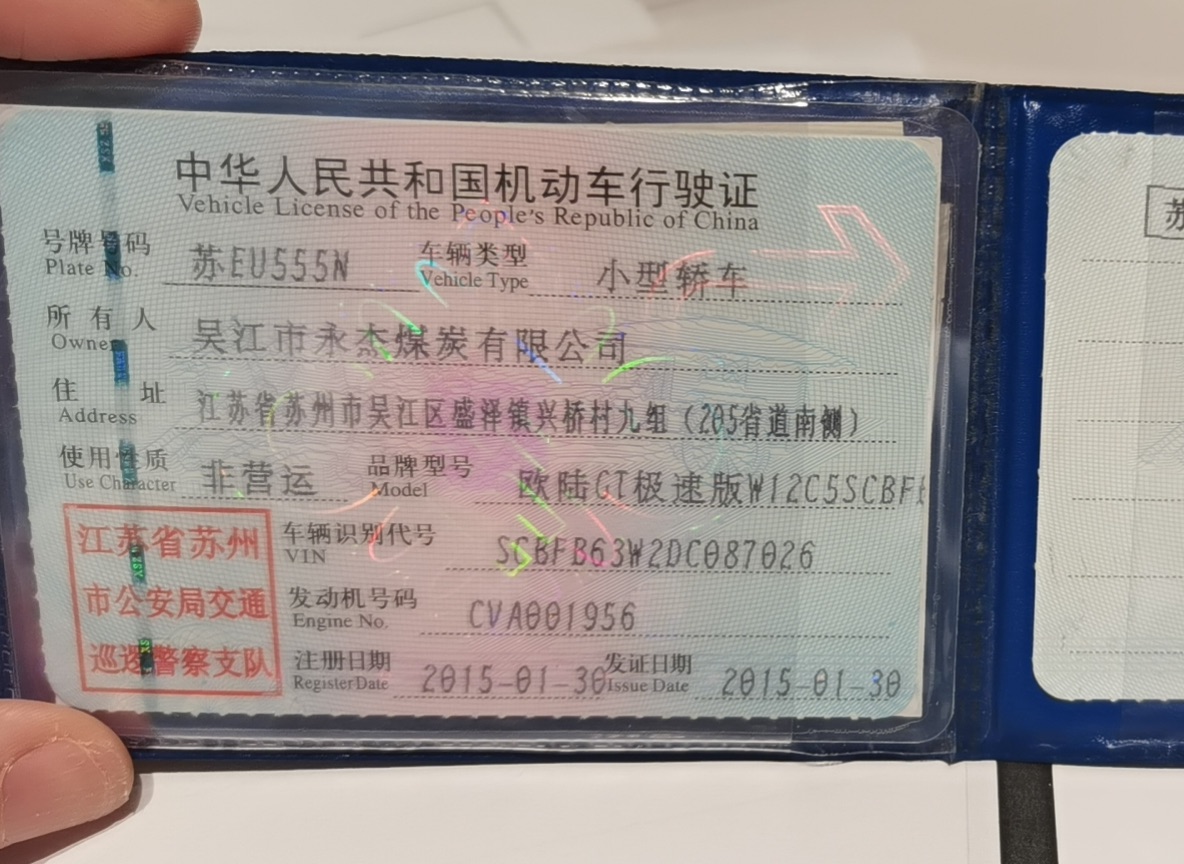 中华人民共和国机动车行驶证
Vehicle License of the People's Republic of China
号牌号码 苏EU555N 车辆类型 小型轿车
Plate No. Vehicle Type
所有人 吴江市永杰煤炭有限公司
Owner
住址 江苏省苏州市吴江区盛泽镇兴桥村九组（205省道南侧）
Address
使用性质 非营运 品牌型号 欧陆GT极速版W12C5SCBF
Use Character Model
江苏省苏州
市公安局交通
巡逻警察支队
车辆识别代号 SCBFB63W2DC087026
VIN
发动机号码 CVA001956
Engine No.
注册日期 2015-01-30 发证日期 2015-01-30
Register Date Issue Date
苏